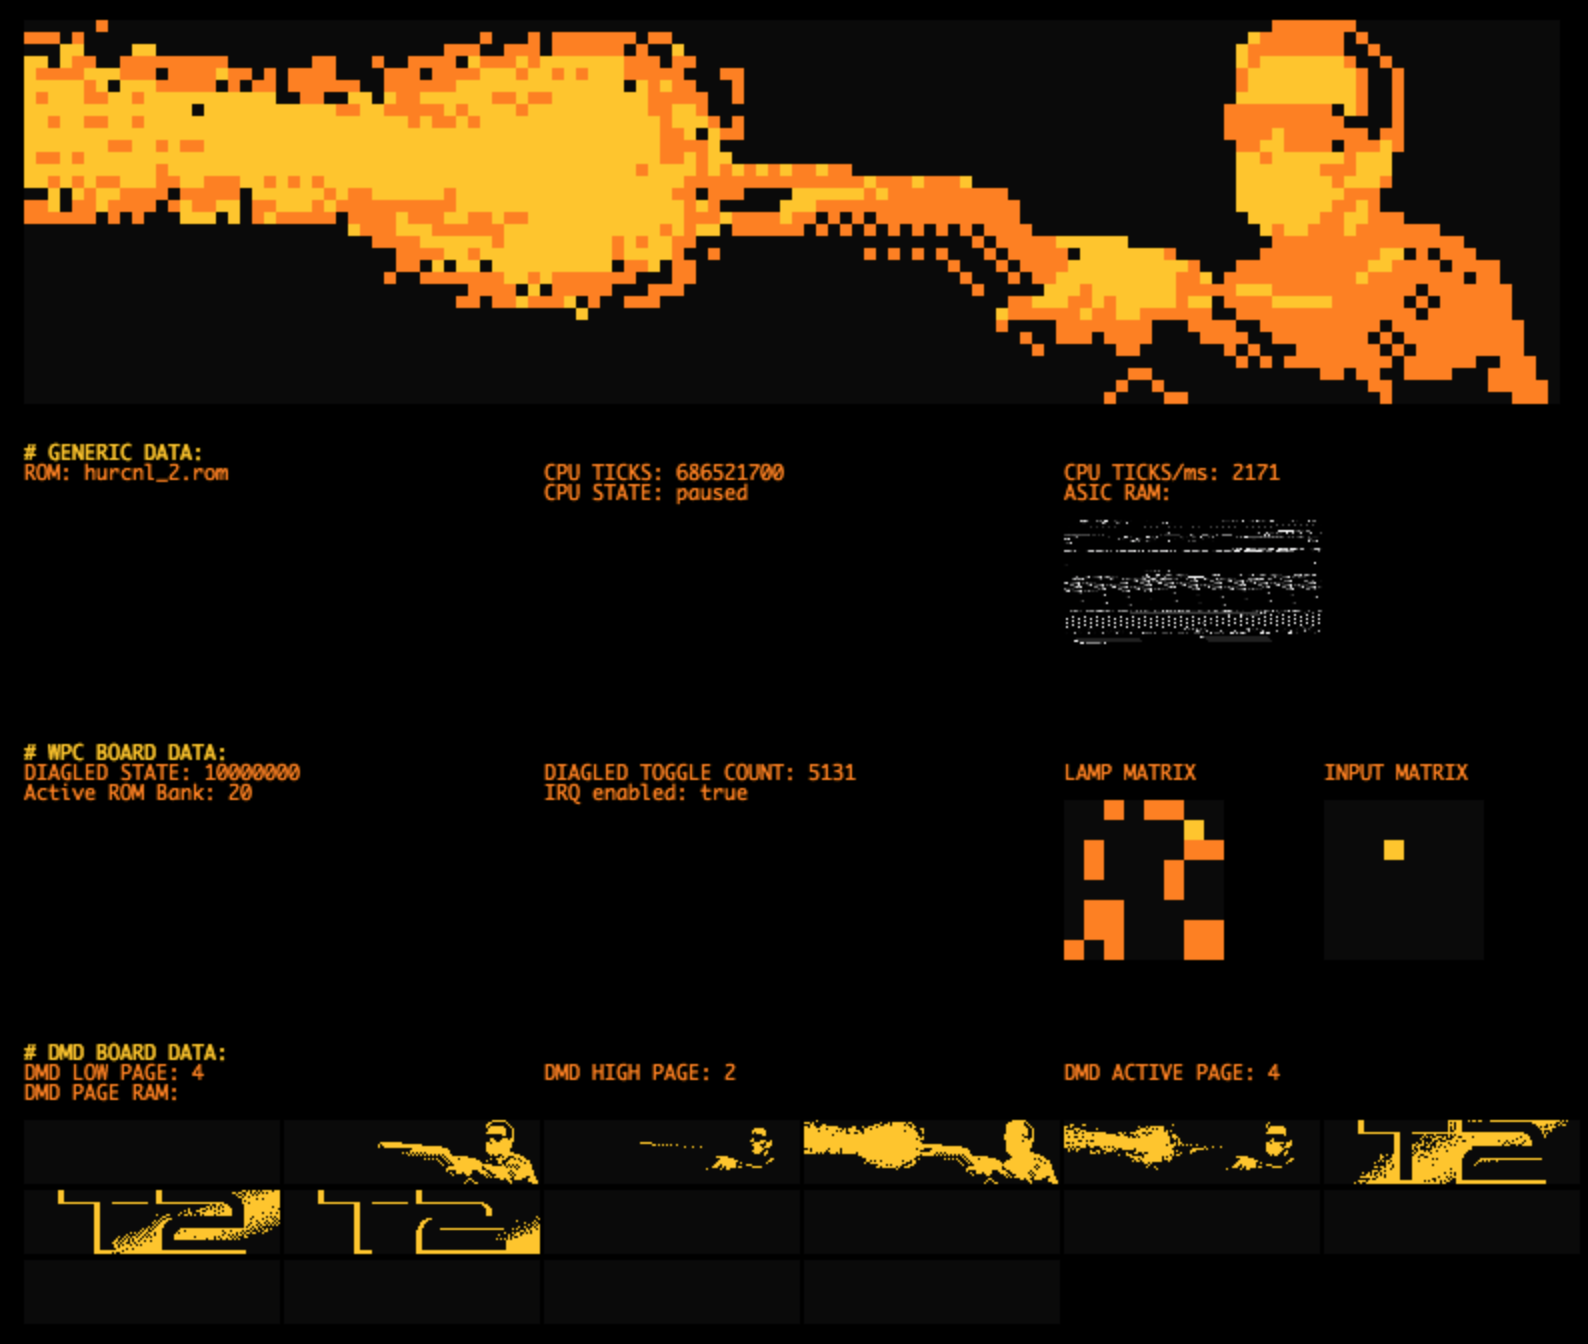 # GENERIC DATA:
ROM: hurcnl_2.rom CPU TICKS: 686521700 CPU TICKS/ms: 2171
CPU STATE: paused ASIC RAM:
# WPC BOARD DATA:
DIAGLED STATE: 10000000 DIAGLED TOGGLE COUNT: 5131 LAMP MATRIX INPUT MATRIX
Active ROM Bank: 20 IRQ enabled: true
# DMD BOARD DATA:
DMD LOW PAGE: 4 DMD HIGH PAGE: 2 DMD ACTIVE PAGE: 4
DMD PAGE RAM:
T2
T2
T2